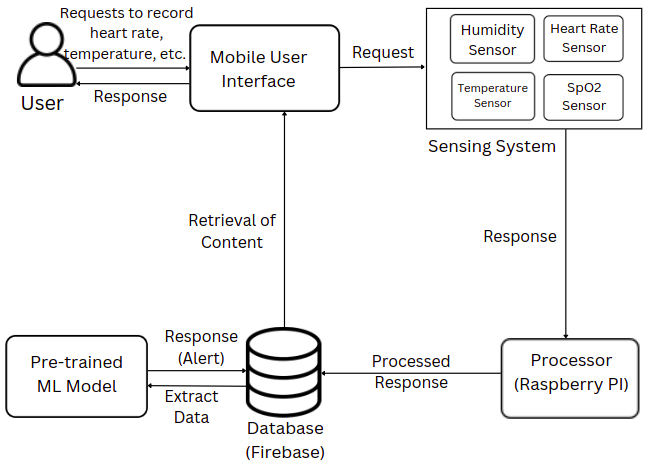 Requests to record
heart rate,
temperature, etc.
Response
User
Mobile User
Interface
Request
Humidity
Sensor
Heart Rate
Sensor
Temperature
Sensor
SpO2
Sensor
Sensing System
Retrieval of
Content
Response
Response
(Alert)
Pre-trained
ML Model
Extract
Data
Database
(Firebase)
Processed
Response
Processor
(Raspberry PI)